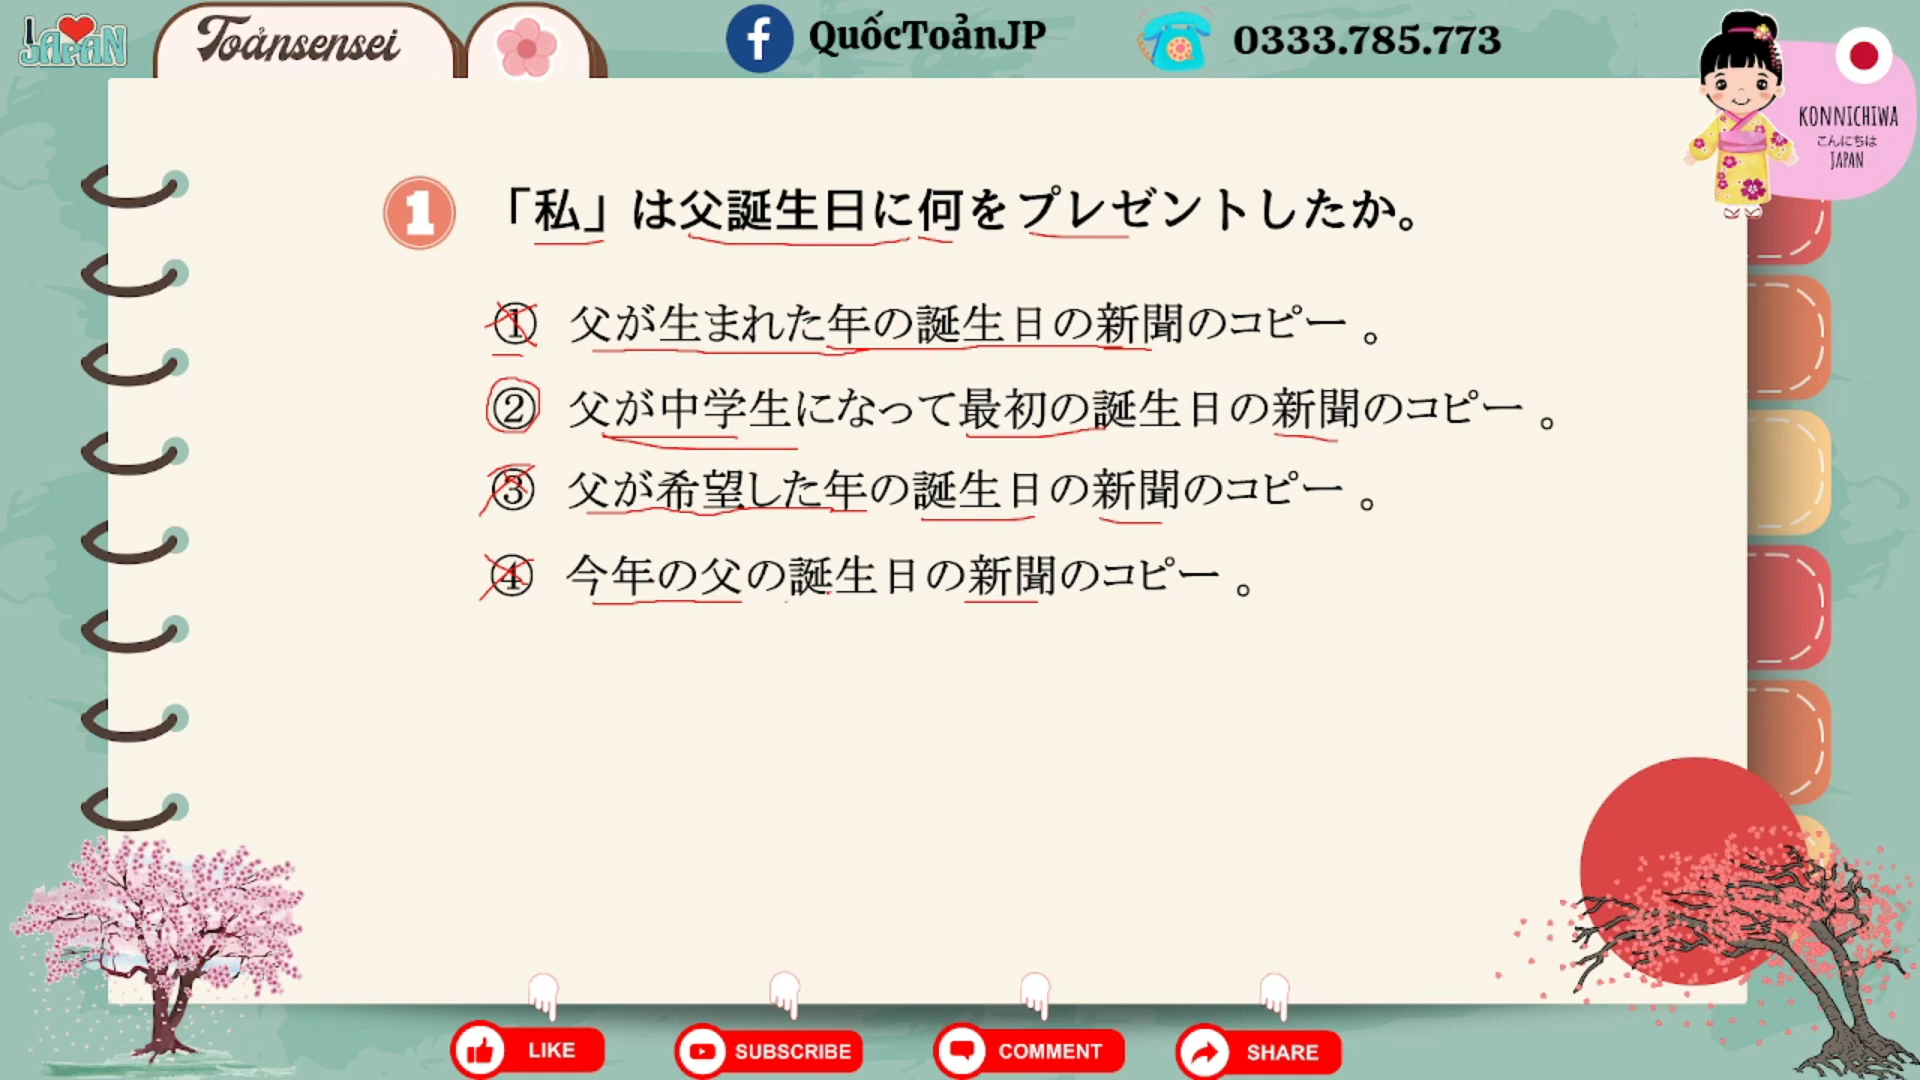 I
JAPAN
Toảnsensei
QuốcToảnJP
0333.785.773
KONNICHIWA
こんにちは
JAPAN
1 「私」は父誕生日に何をプレゼントしたか。
① 父が生まれた年の誕生日の新聞のコピー 。
② 父が中学生になって最初の誕生日の新聞のコピー 。
③ 父が希望した年の誕生日の新聞のコピー 。
④ 今年の父の誕生日の新聞のコピー 。
LIKE
SUBSCRIBE
COMMENT
SHARE